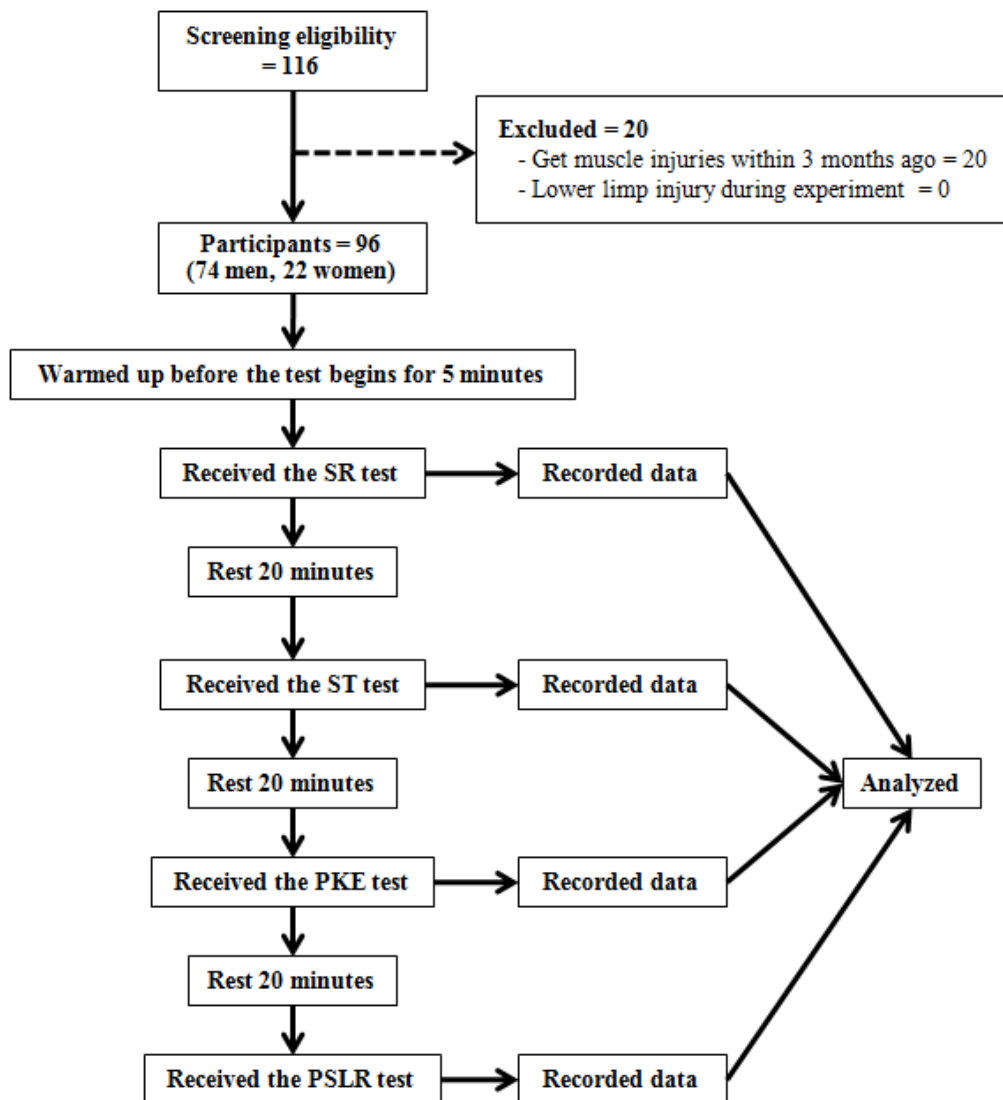 Screening eligibility
= 116
Excluded = 20
- Get muscle injuries within 3 months ago = 20
- Lower limp injury during experiment = 0
Participants = 96
(74 men, 22 women)
Warmed up before the test begins for 5 minutes
Received the SR test
Recorded data
Rest 20 minutes
Received the ST test
Recorded data
Rest 20 minutes
Analyzed
Received the PKE test
Recorded data
Rest 20 minutes
Received the PSLR test
Recorded data